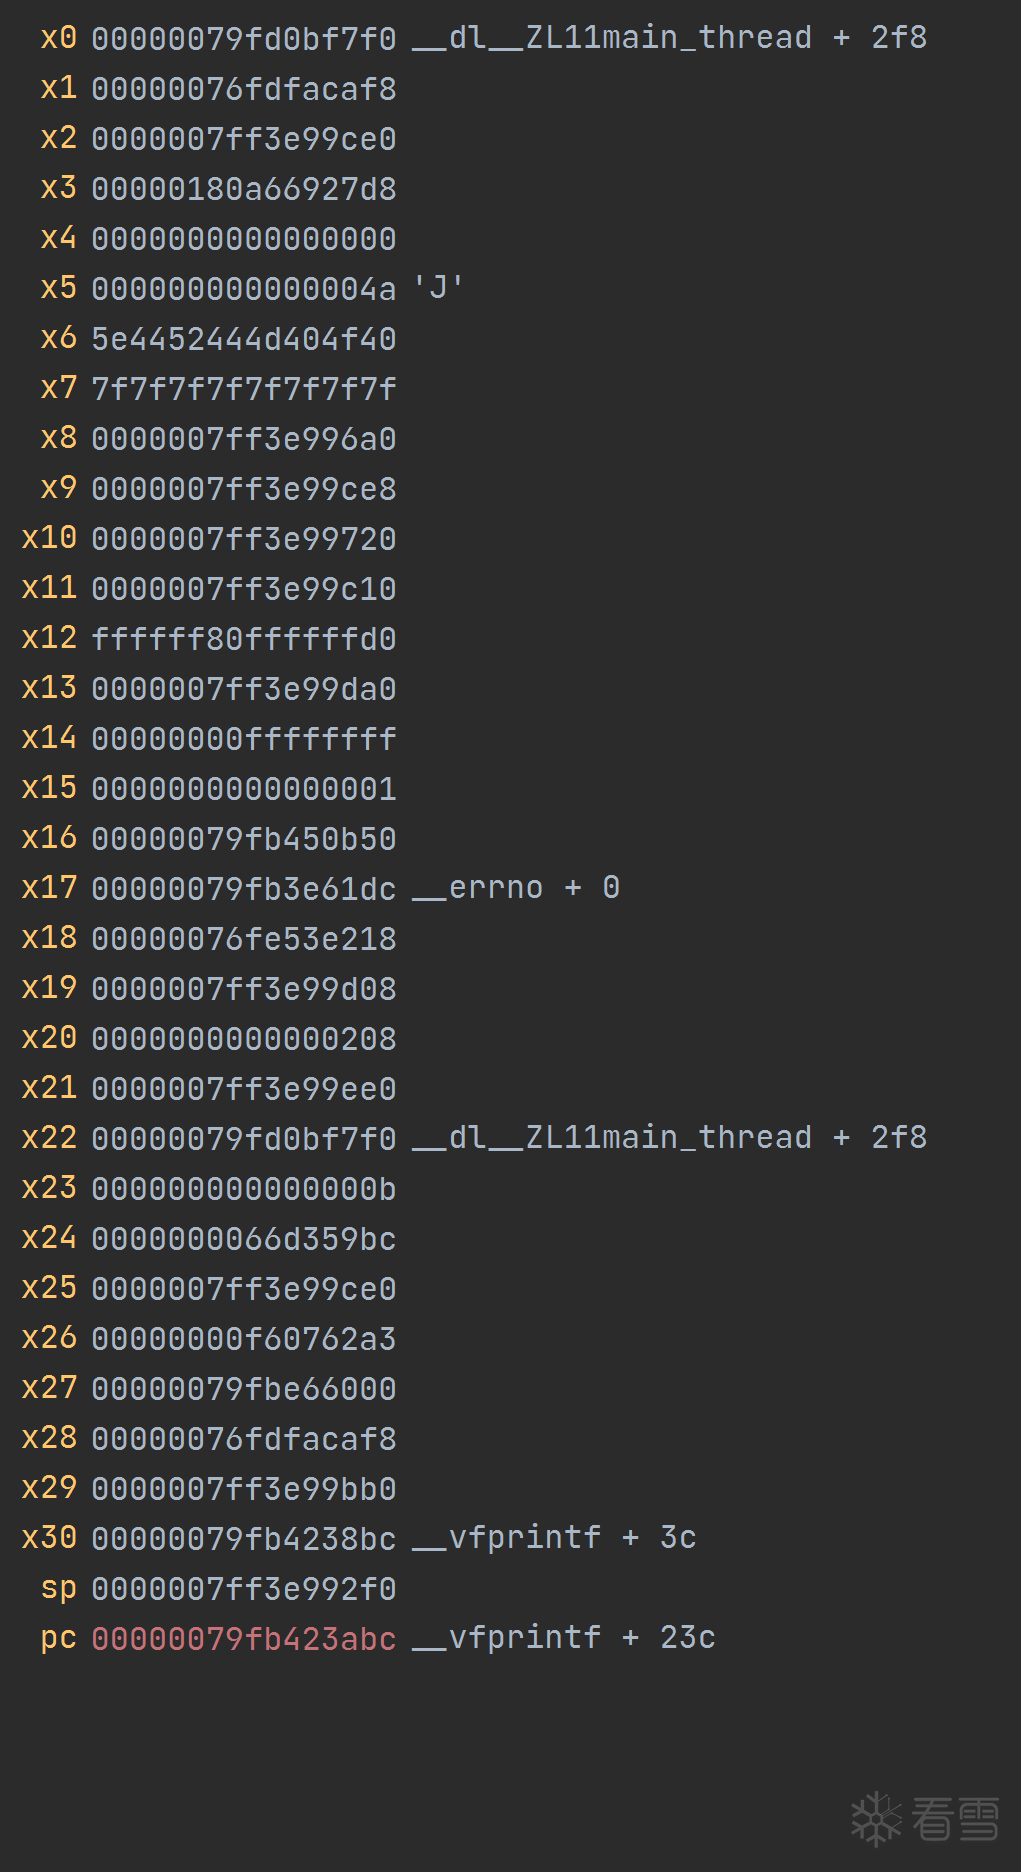 x0 00000079fd0bf7f0 __dl__ZL11main_thread + 2f8
x1 00000076fdfacaf8
x2 0000007ff3e99ce0
x3 00000180a66927d8
x4 0000000000000000
x5 000000000000004a 'J'
x6 5e4452444d404f40
x7 7f7f7f7f7f7f7f7f
x8 0000007ff3e996a0
x9 0000007ff3e99ce8
x10 0000007ff3e99720
x11 0000007ff3e99c10
x12 ffffff80ffffffd0
x13 0000007ff3e99da0
x14 00000000ffffffff
x15 0000000000000001
x16 00000079fb450b50
x17 00000079fb3e61dc __errno + 0
x18 00000076fe53e218
x19 0000007ff3e99d08
x20 0000000000000208
x21 0000007ff3e99ee0
x22 00000079fd0bf7f0 __dl__ZL11main_thread + 2f8
x23 000000000000000b
x24 0000000066d359bc
x25 0000007ff3e99ce0
x26 00000000f60762a3
x27 00000079fbe66000
x28 00000076fdfacaf8
x29 0000007ff3e99bb0
x30 00000079fb4238bc __vfprintf + 3c
sp 0000007ff3e992f0
pc 00000079fb423abc __vfprintf + 23c
看雪